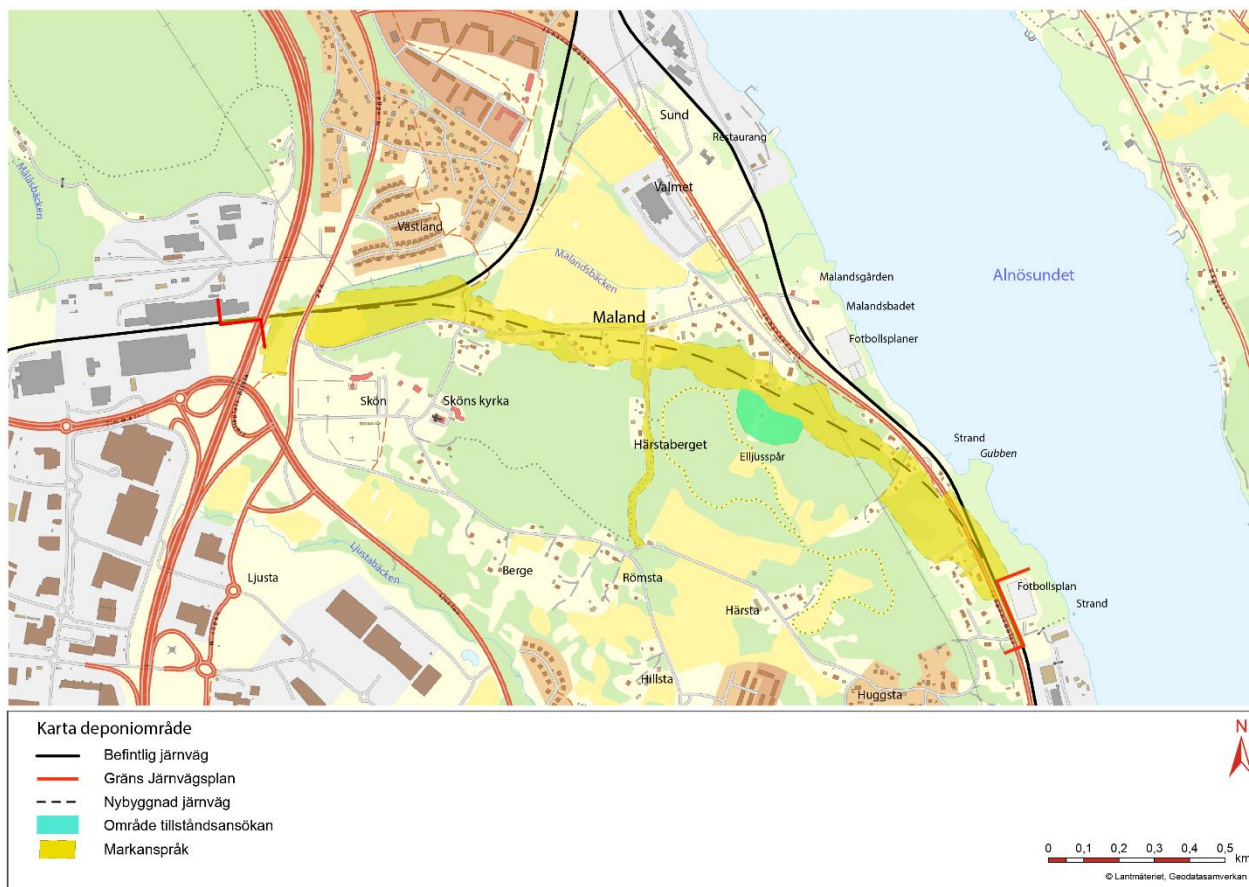 Sund
Restaurang
Valmet
Målåsbäcken
Västland
Malandsbäcken
Malandsgården
Alnösundet
Malandsbadet
Maland
Fotbollsplaner
Skön
Sköns kyrka
Härstaberget
Strand
Gubben
Elljusspår
Ljustabäcken
Ljusta
Berge
Römsta
Härsta
Fotbollsplan
Strand
Hillsta
Huggsta
Karta deponiområde
Befintlig järnväg
Gräns Järnvägsplan
Nybyggnad järnväg
Område tillståndsansökan
Markanspråk
N
0 0,1 0,2 0,3 0,4 0,5
km
© Lantmäteriet, Geodatasamverkan